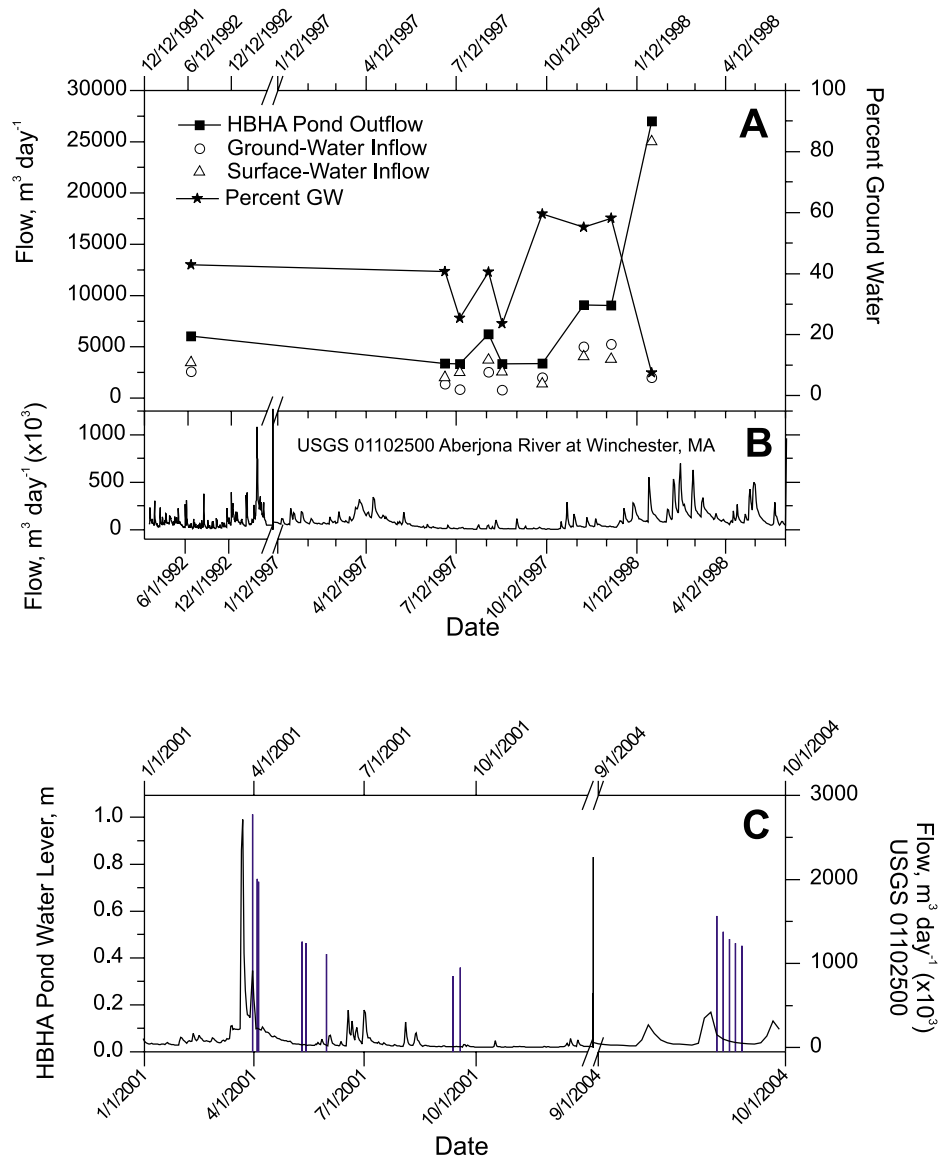 12/12/1991 6/12/1992 12/12/1992 1/12/1997 4/12/1997 7/12/1997 10/12/1997 1/12/1998 4/12/1998
A
Flow, m³ day⁻¹
30000
25000
20000
15000
10000
5000
0
HBHA Pond Outflow
Ground-Water Inflow
Surface-Water Inflow
Percent GW
100
80
60
40
20
0
Percent Ground Water
B
USGS 01102500 Aberjona River at Winchester, MA
Flow, m³ day⁻¹ (x10³)
1000
500
0
6/1/1992 12/1/1992 1/12/1997 4/12/1997 7/12/1997 10/12/1997 1/12/1998 4/12/1998
Date
1/1/2001 4/1/2001 7/1/2001 10/1/2001 9/1/2004 10/1/2004
C
HBHA Pond Water Lever, m
1.0
0.8
0.6
0.4
0.2
0.0
3000
2000
1000
0
Flow, m³ day⁻¹ (x10³)
USGS 01102500
1/1/2001 4/1/2001 7/1/2001 10/1/2001 9/1/2004 10/1/2004
Date